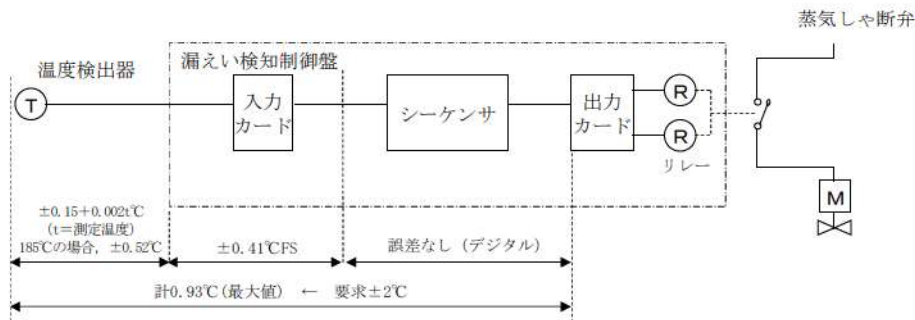 蒸気しゃ断弁
温度検出器
漏えい検知制御盤
T
入力
カード
シーケンサ
出力
カード
R
R
リレー
M
±0.15+0.002t℃
(t=測定温度)
185℃の場合，±0.52℃
±0.41℃FS
誤差なし（デジタル）
計0.93℃(最大値)　←　要求±2℃